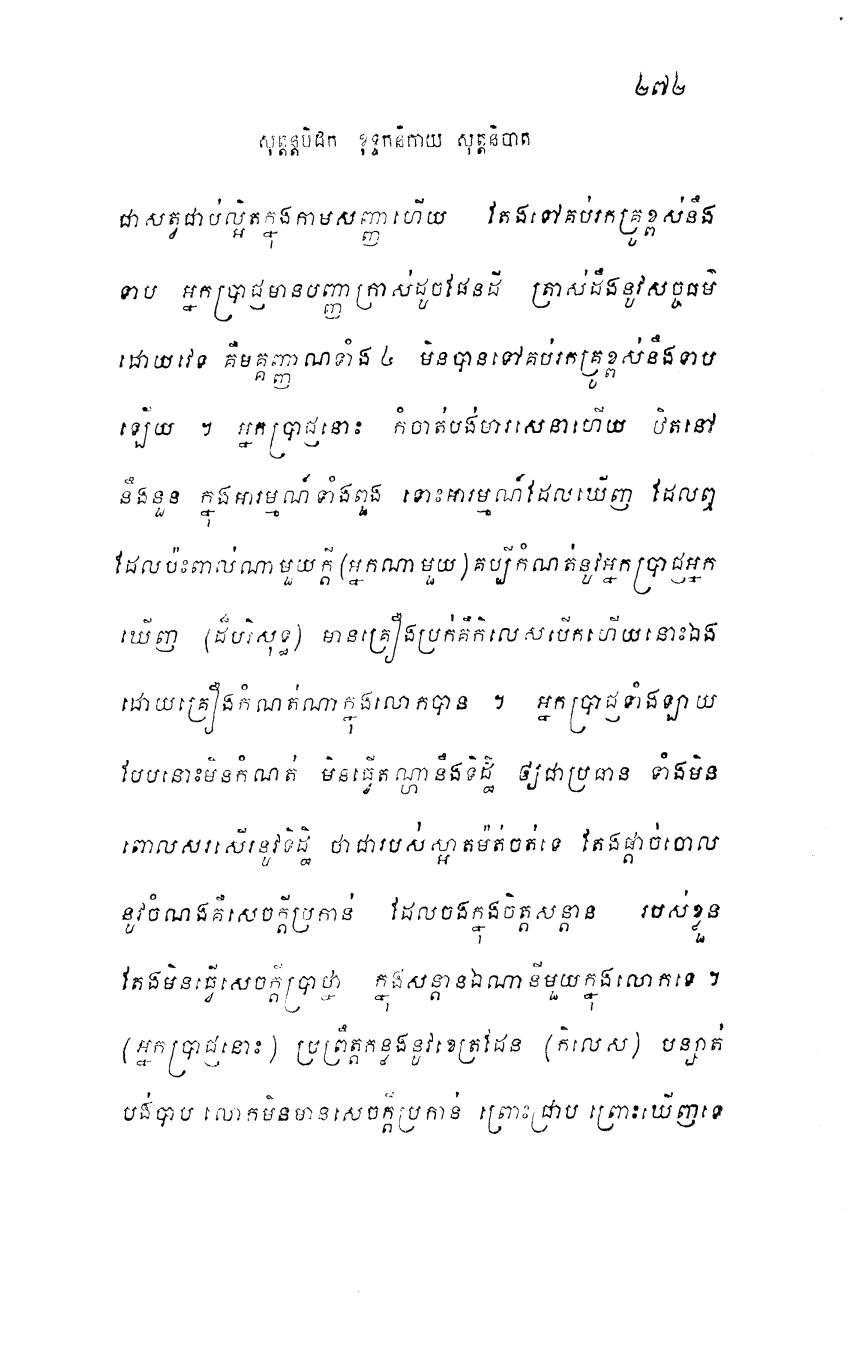 ២៧២
សុត្តន្តបិដក ខុទ្ទកនិកាយ សុត្តនិបាត
ជាសត្វជាប់ល្អិតក្នុងកាមសញ្ញាហើយ តែងទៅគប់រកគ្រូខ្ពស់នឹង
ទាប អ្នកប្រាជ្ញមានបញ្ញាក្រាស់ដូចផែនដី ត្រាស់ដឹងនូវសច្ចធម៌
ដោយវេទ គឺមគ្គញ្ញាណទាំង ៤ មិនបានទៅគប់រកគ្រូខ្ពស់នឹងទាប
ឡើយ ។ អ្នកប្រាជ្ញនោះ កំចាត់បង់មារសេនាហើយ ឋិតនៅ
នឹងនួន ក្នុងអារម្មណ៍ទាំងពួង ទោះអារម្មណ៍ដែលឃើញ ដែលឮ
ដែលប៉ះពាល់ណាមួយក្តី (អ្នកណាមួយ) គប្បីកំណត់នូវអ្នកប្រាជ្ញអ្នក
ឃើញ (ដ៏បរិសុទ្ធ) មានគ្រឿងប្រក់គឺកិលេសបើកហើយនោះឯង
ដោយគ្រឿងកំណត់ណាក្នុងលោកបាន ។ អ្នកប្រាជ្ញទាំងឡាយ
បែបនោះមិនកំណត់ មិនធ្វើតណ្ហានឹងទិដ្ឋិ ឲ្យជាប្រធាន ទាំងមិន
ពោលសរសើរនូវទិដ្ឋិ ថាជារបស់ស្អាតម៉ត់ចត់ទេ តែងផ្តាច់ចោល
នូវចំណងគឺសេចក្តីប្រកាន់ ដែលចងក្នុងចិត្តសន្តាន របស់ខ្លួន
តែងមិនធ្វើសេចក្តីប្រាថ្នា ក្នុងសន្តានឯណានីមួយក្នុងលោកទេ ។
(អ្នកប្រាជ្ញនោះ) ប្រព្រឹត្តកន្លងនូវខេត្រដែន (កិលេស) បន្សាត់
បង់បាប លោកមិនមានសេចក្តីប្រកាន់ ព្រោះជ្រាប ព្រោះឃើញទេ